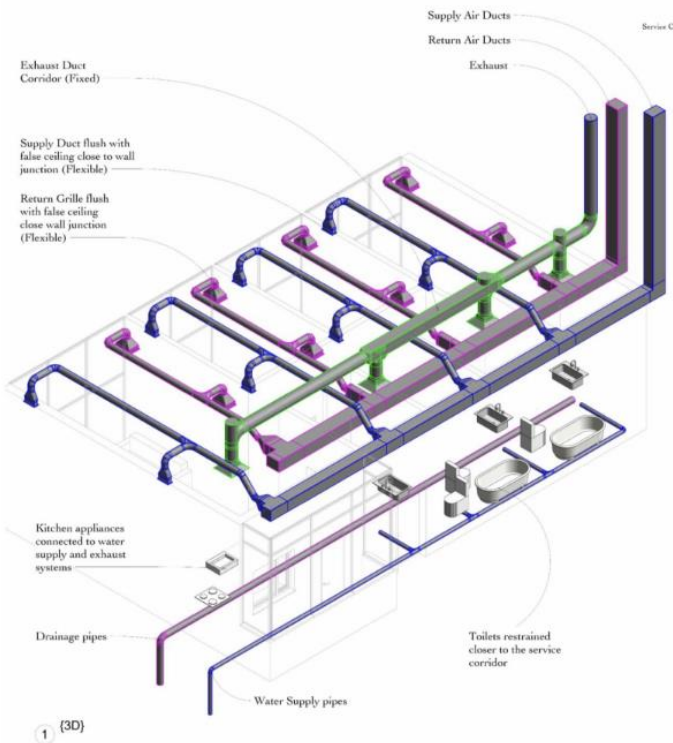 Supply Air Ducts
Service C
Return Air Ducts
Exhaust
Exhaust Duct
Corridor (Fixed)
Supply Duct flush with
false ceiling close to wall
junction (Flexible)
Return Grille flush
with false ceiling
close wall junction
(Flexible)
Kitchen appliances
connected to water
supply and exhaust
systems
Drainage pipes
Toilets restrained
closer to the service
corridor
Water Supply pipes
1 {3D}